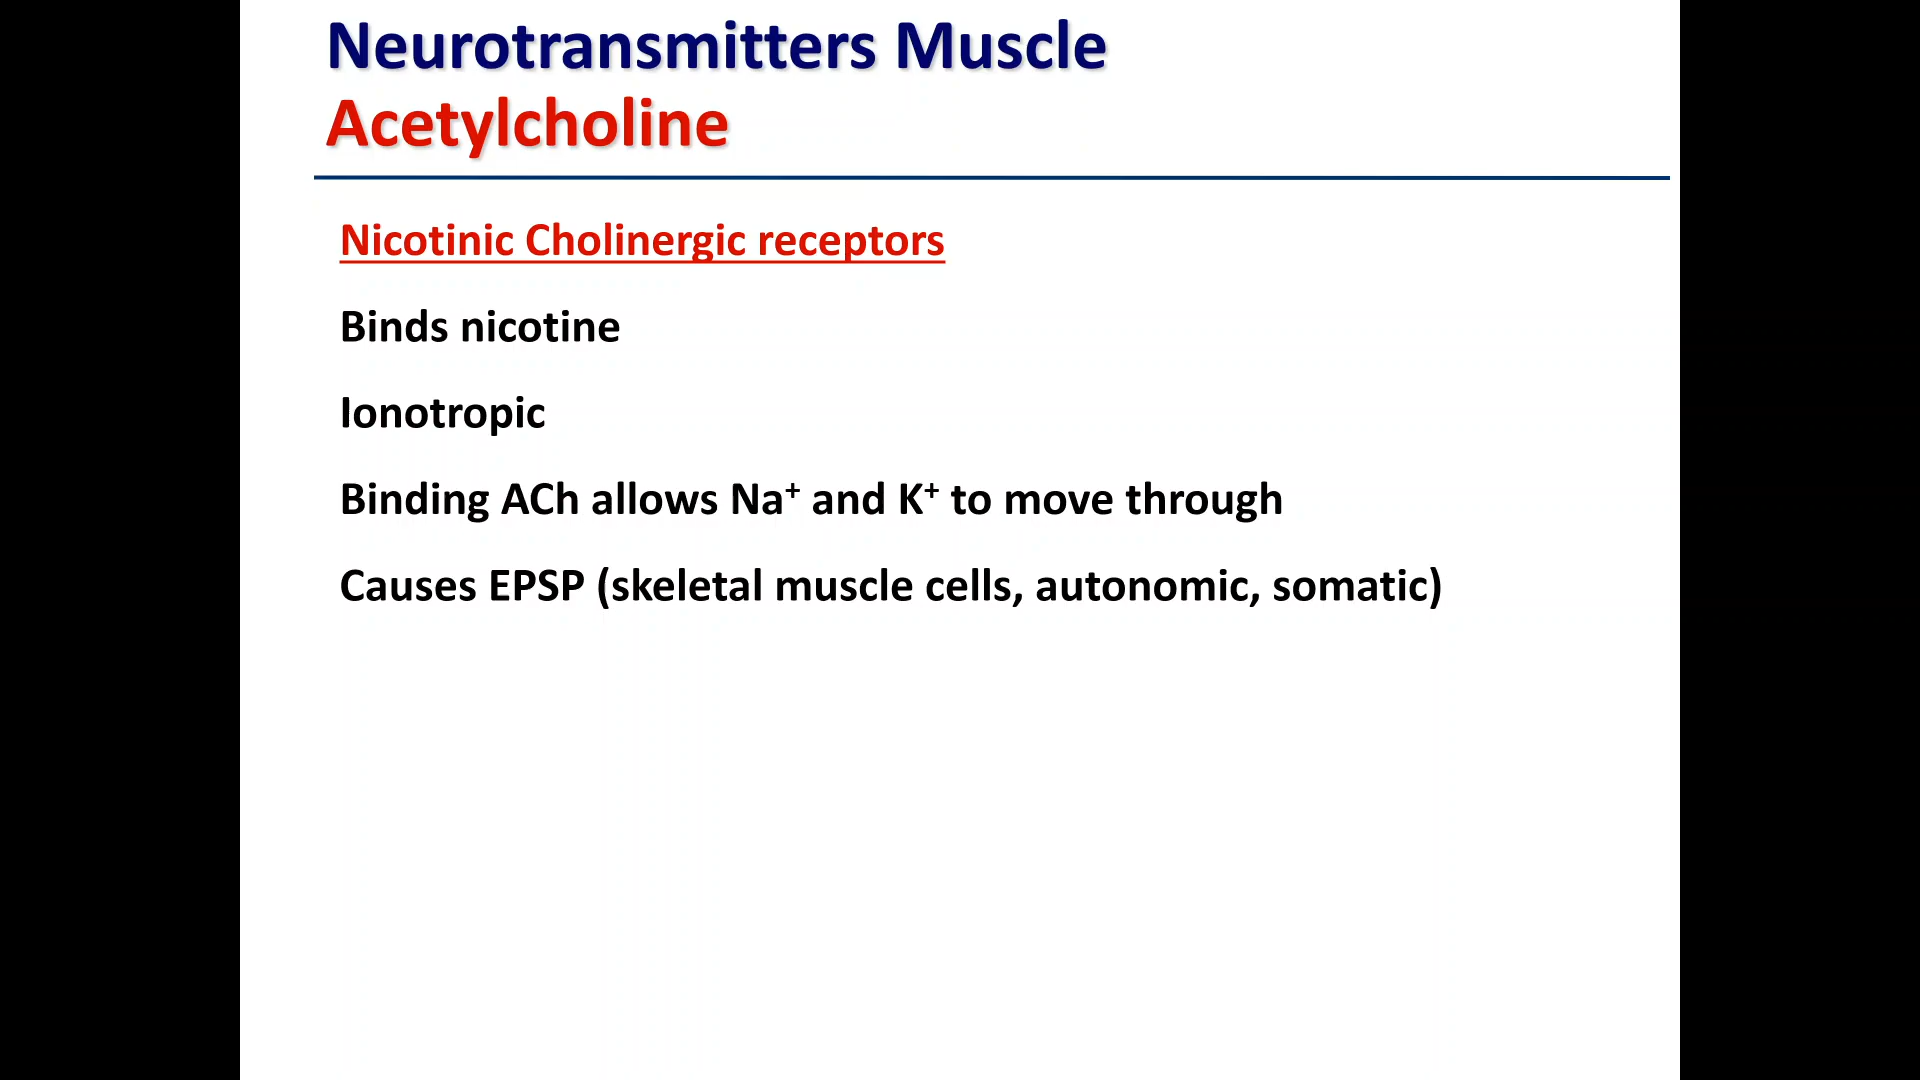 Neurotransmitters Muscle
Acetylcholine
Nicotinic Cholinergic receptors
Binds nicotine
Ionotropic
Binding ACh allows Na⁺ and K⁺ to move through
Causes EPSP (skeletal muscle cells, autonomic, somatic)